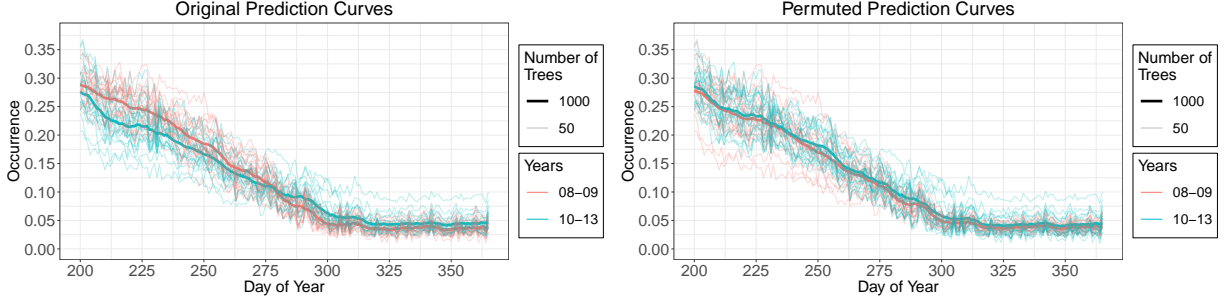 Original Prediction Curves
Occurrence
0.35
0.30
0.25
0.20
0.15
0.10
0.05
0.00
200 225 250 275 300 325 350
Day of Year
Number of
Trees
1000
50
Years
08−09
10−13
Permuted Prediction Curves
Occurrence
0.35
0.30
0.25
0.20
0.15
0.10
0.05
0.00
200 225 250 275 300 325 350
Day of Year
Number of
Trees
1000
50
Years
08−09
10−13